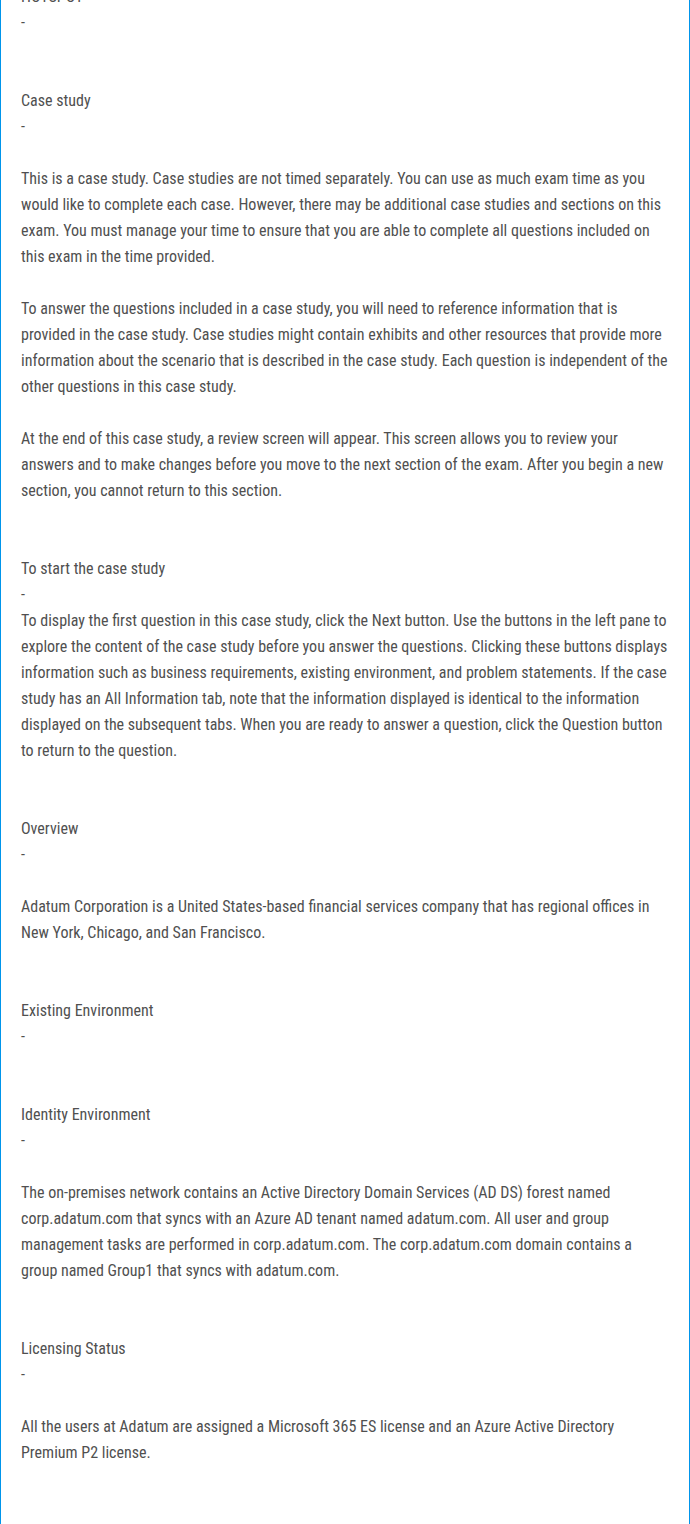 -
Case study
-
This is a case study. Case studies are not timed separately. You can use as much exam time as you
would like to complete each case. However, there may be additional case studies and sections on this
exam. You must manage your time to ensure that you are able to complete all questions included on
this exam in the time provided.
To answer the questions included in a case study, you will need to reference information that is
provided in the case study. Case studies might contain exhibits and other resources that provide more
information about the scenario that is described in the case study. Each question is independent of the
other questions in this case study.
At the end of this case study, a review screen will appear. This screen allows you to review your
answers and to make changes before you move to the next section of the exam. After you begin a new
section, you cannot return to this section.
To start the case study
-
To display the first question in this case study, click the Next button. Use the buttons in the left pane to
explore the content of the case study before you answer the questions. Clicking these buttons displays
information such as business requirements, existing environment, and problem statements. If the case
study has an All Information tab, note that the information displayed is identical to the information
displayed on the subsequent tabs. When you are ready to answer a question, click the Question button
to return to the question.
Overview
-
Adatum Corporation is a United States-based financial services company that has regional offices in
New York, Chicago, and San Francisco.
Existing Environment
-
Identity Environment
-
The on-premises network contains an Active Directory Domain Services (AD DS) forest named
corp.adatum.com that syncs with an Azure AD tenant named adatum.com. All user and group
management tasks are performed in corp.adatum.com. The corp.adatum.com domain contains a
group named Group1 that syncs with adatum.com.
Licensing Status
-
All the users at Adatum are assigned a Microsoft 365 ES license and an Azure Active Directory
Premium P2 license.